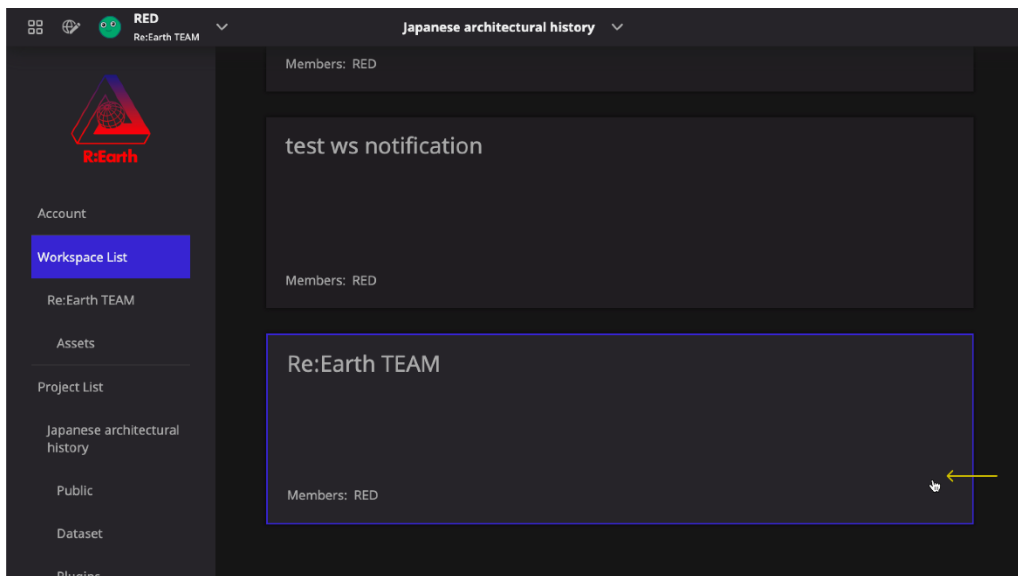 RED
Re:Earth TEAM
Japanese architectural history
R:Earth
Account
Workspace List
Re:Earth TEAM
Assets
Project List
Japanese architectural
history
Public
Dataset
Plugins
Members: RED
test ws notification
Members: RED
Re:Earth TEAM
Members: RED